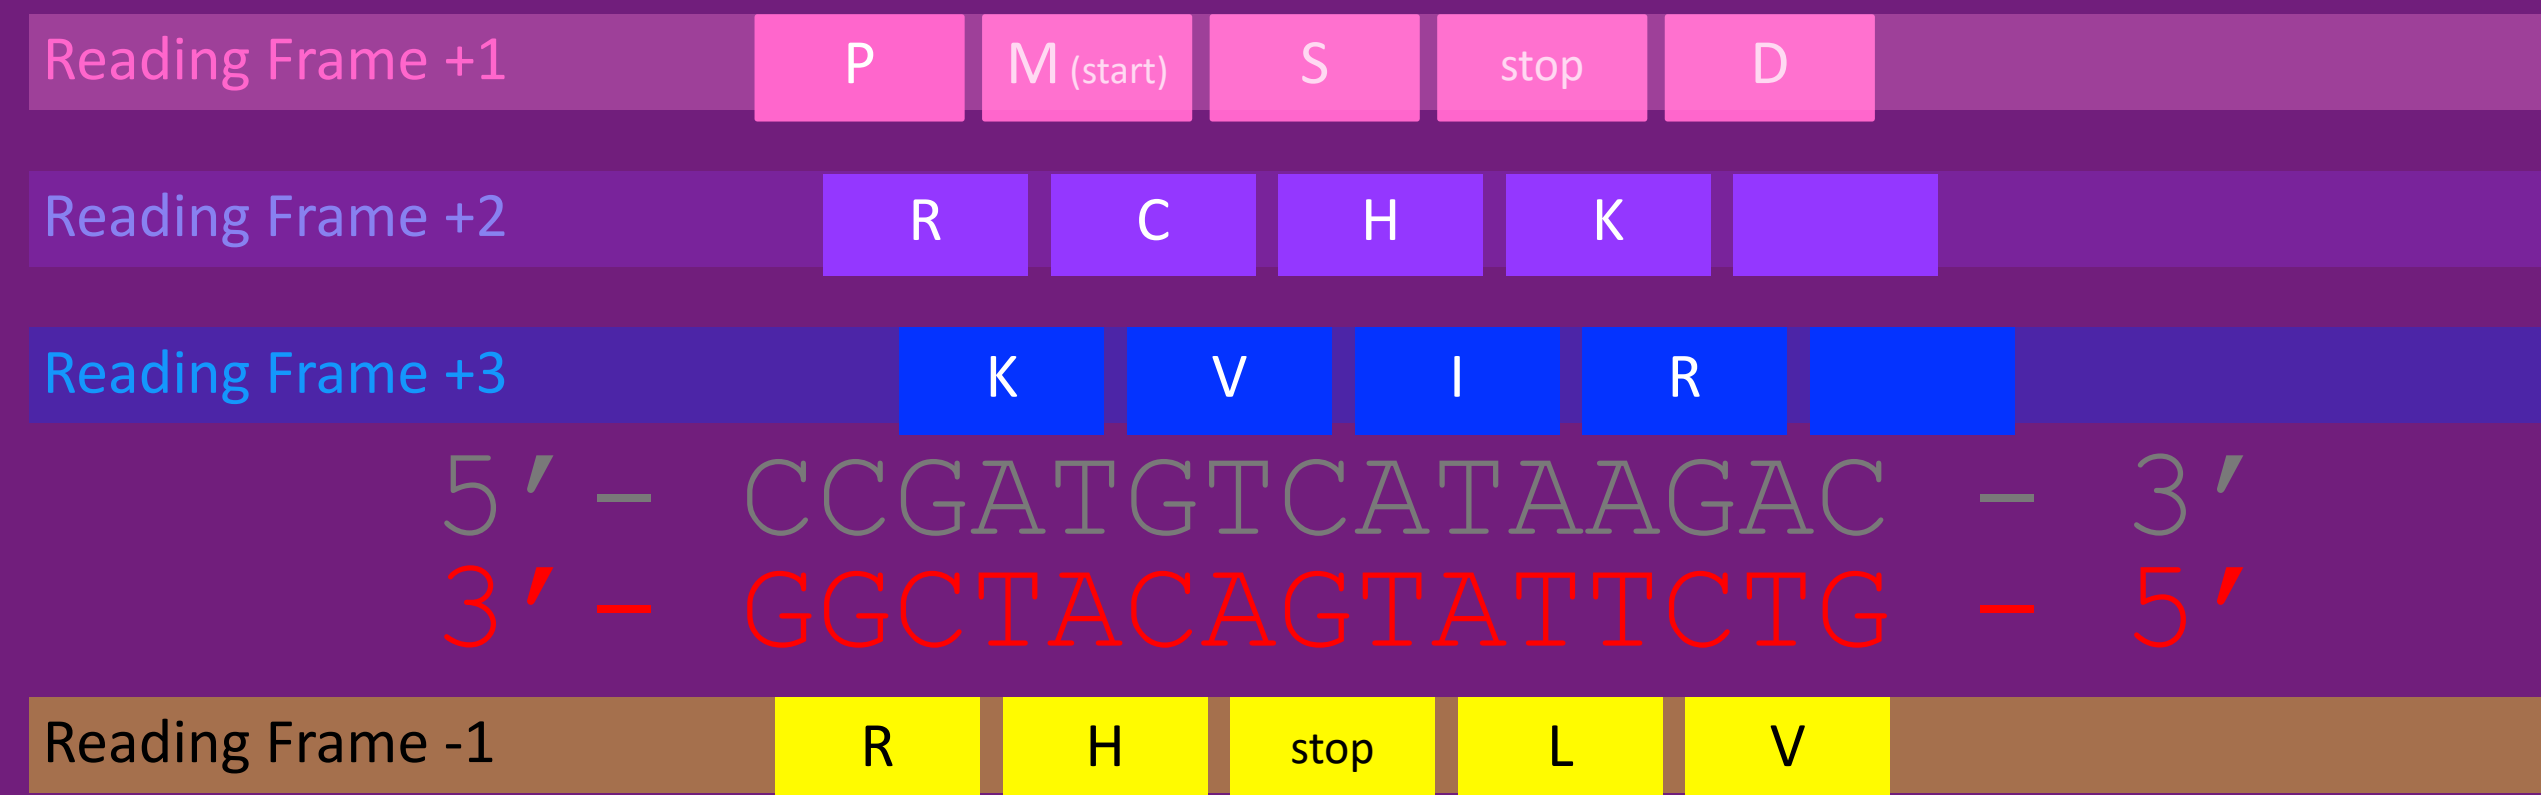 Reading Frame +1 P M (start) S stop D
Reading Frame +2 R C H K
Reading Frame +3 K V I R
5’- CCGATGTCATAAGAC - 3’
3’- GGCTACAGTATTCTG - 5’
Reading Frame -1 R H stop L V